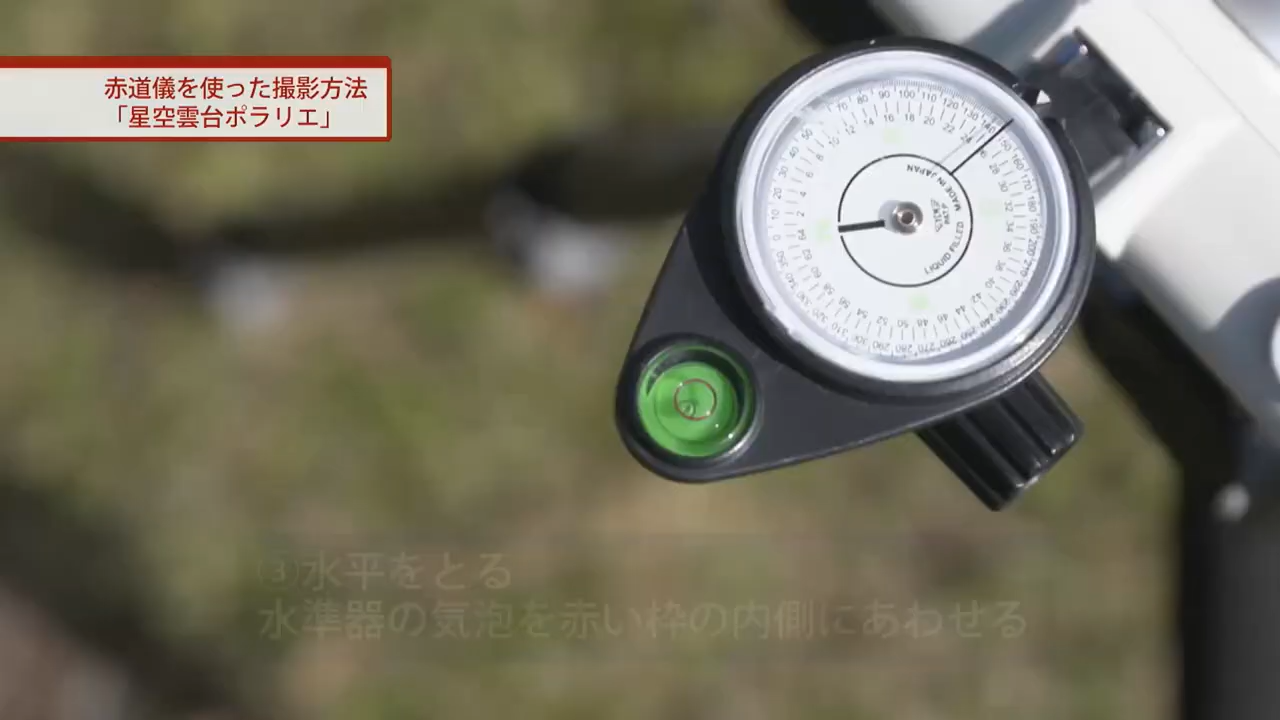 赤道儀を使った撮影方法
「星空雲台ポラリエ」
MADE IN JAPAN
LIQUID FILLED
(3)水平をとる
水準器の気泡を赤い枠の内側にあわせる